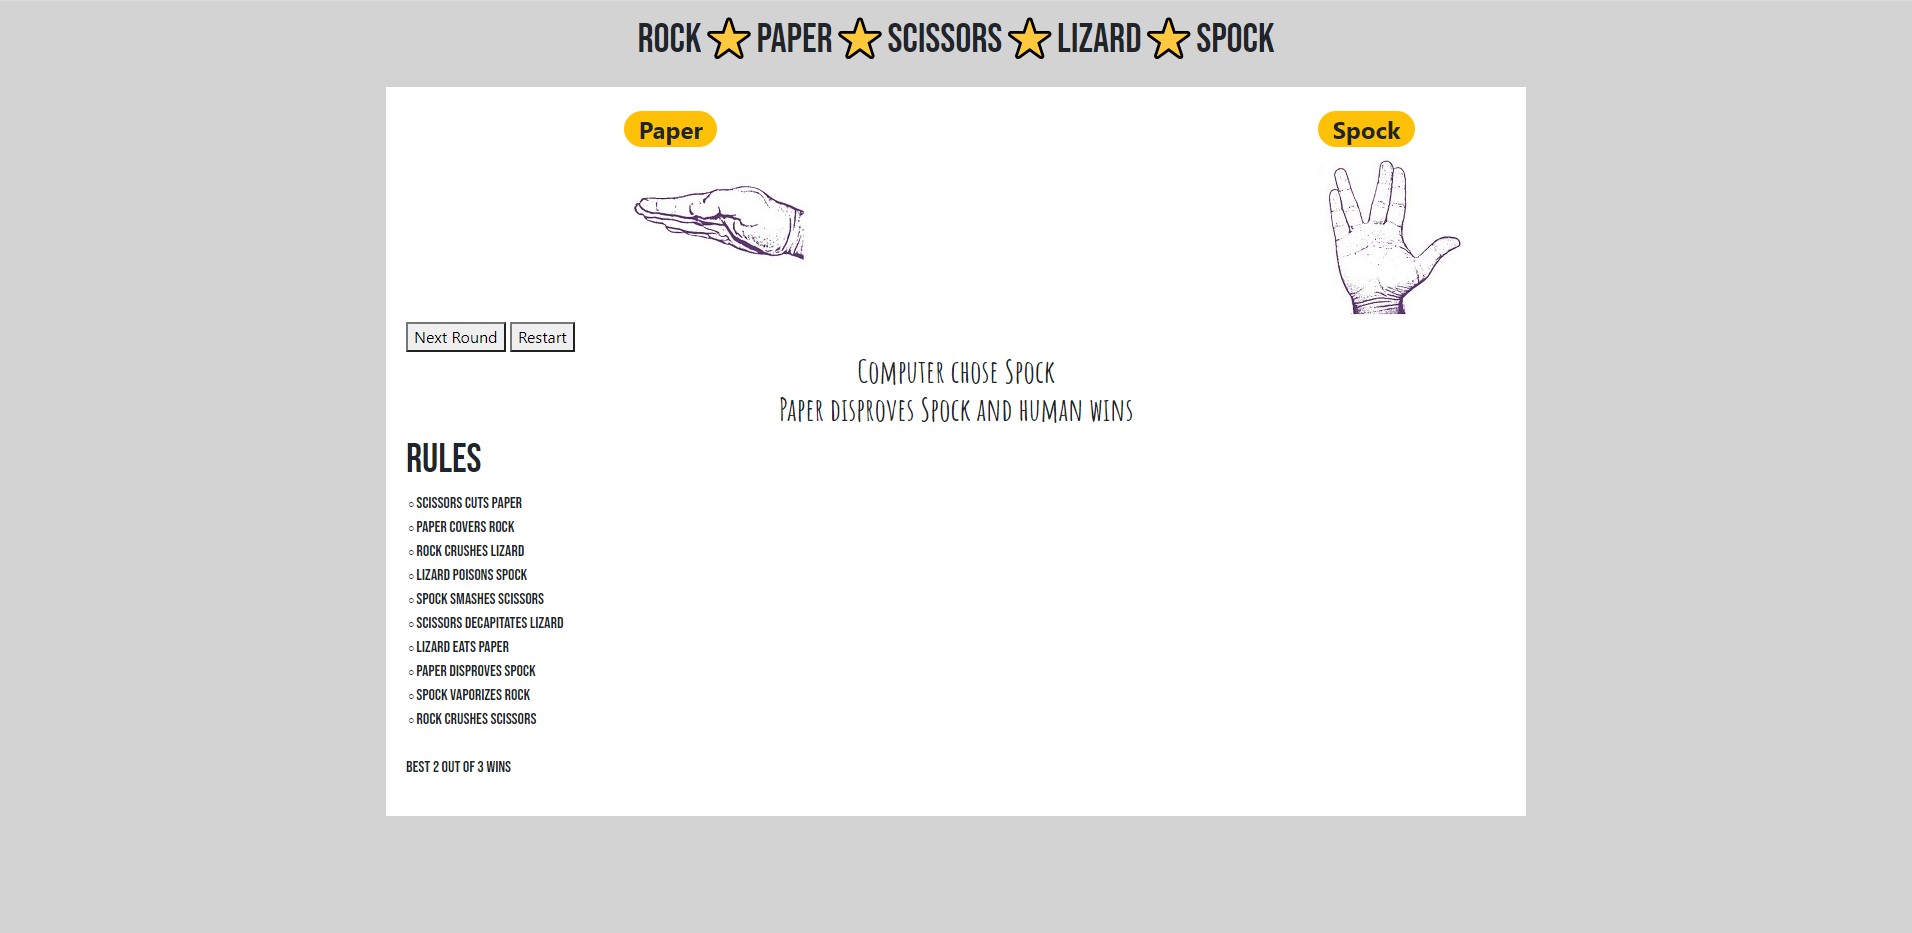 ROCK ⭐ PAPER ⭐ SCISSORS ⭐ LIZARD ⭐ SPOCK
Paper
Spock
Next Round
Restart
Computer chose Spock
Paper disproves Spock and human wins
RULES
○ SCISSORS CUTS PAPER
○ PAPER COVERS ROCK
○ ROCK CRUSHES LIZARD
○ LIZARD POISONS SPOCK
○ SPOCK SMASHES SCISSORS
○ SCISSORS DECAPITATES LIZARD
○ LIZARD EATS PAPER
○ PAPER DISPROVES SPOCK
○ SPOCK VAPORIZES ROCK
○ ROCK CRUSHES SCISSORS
BEST 2 OUT OF 3 WINS